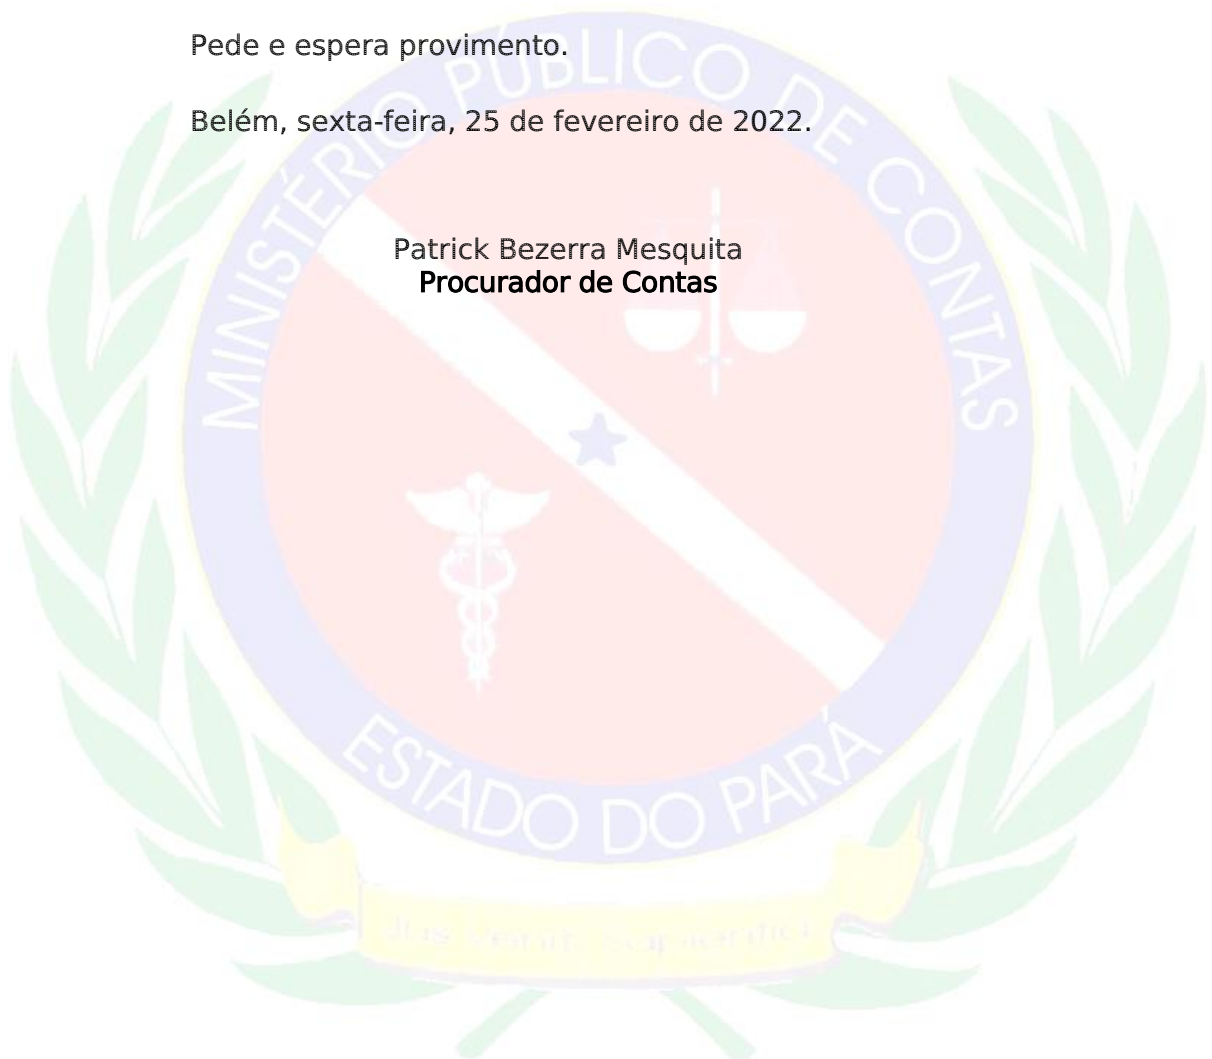 Pede e espera provimento.
Belém, sexta-feira, 25 de fevereiro de 2022.
Patrick Bezerra Mesquita
Procurador de Contas
MINISTÉRIO PÚBLICO DE CONTAS
ESTADO DO PARÁ